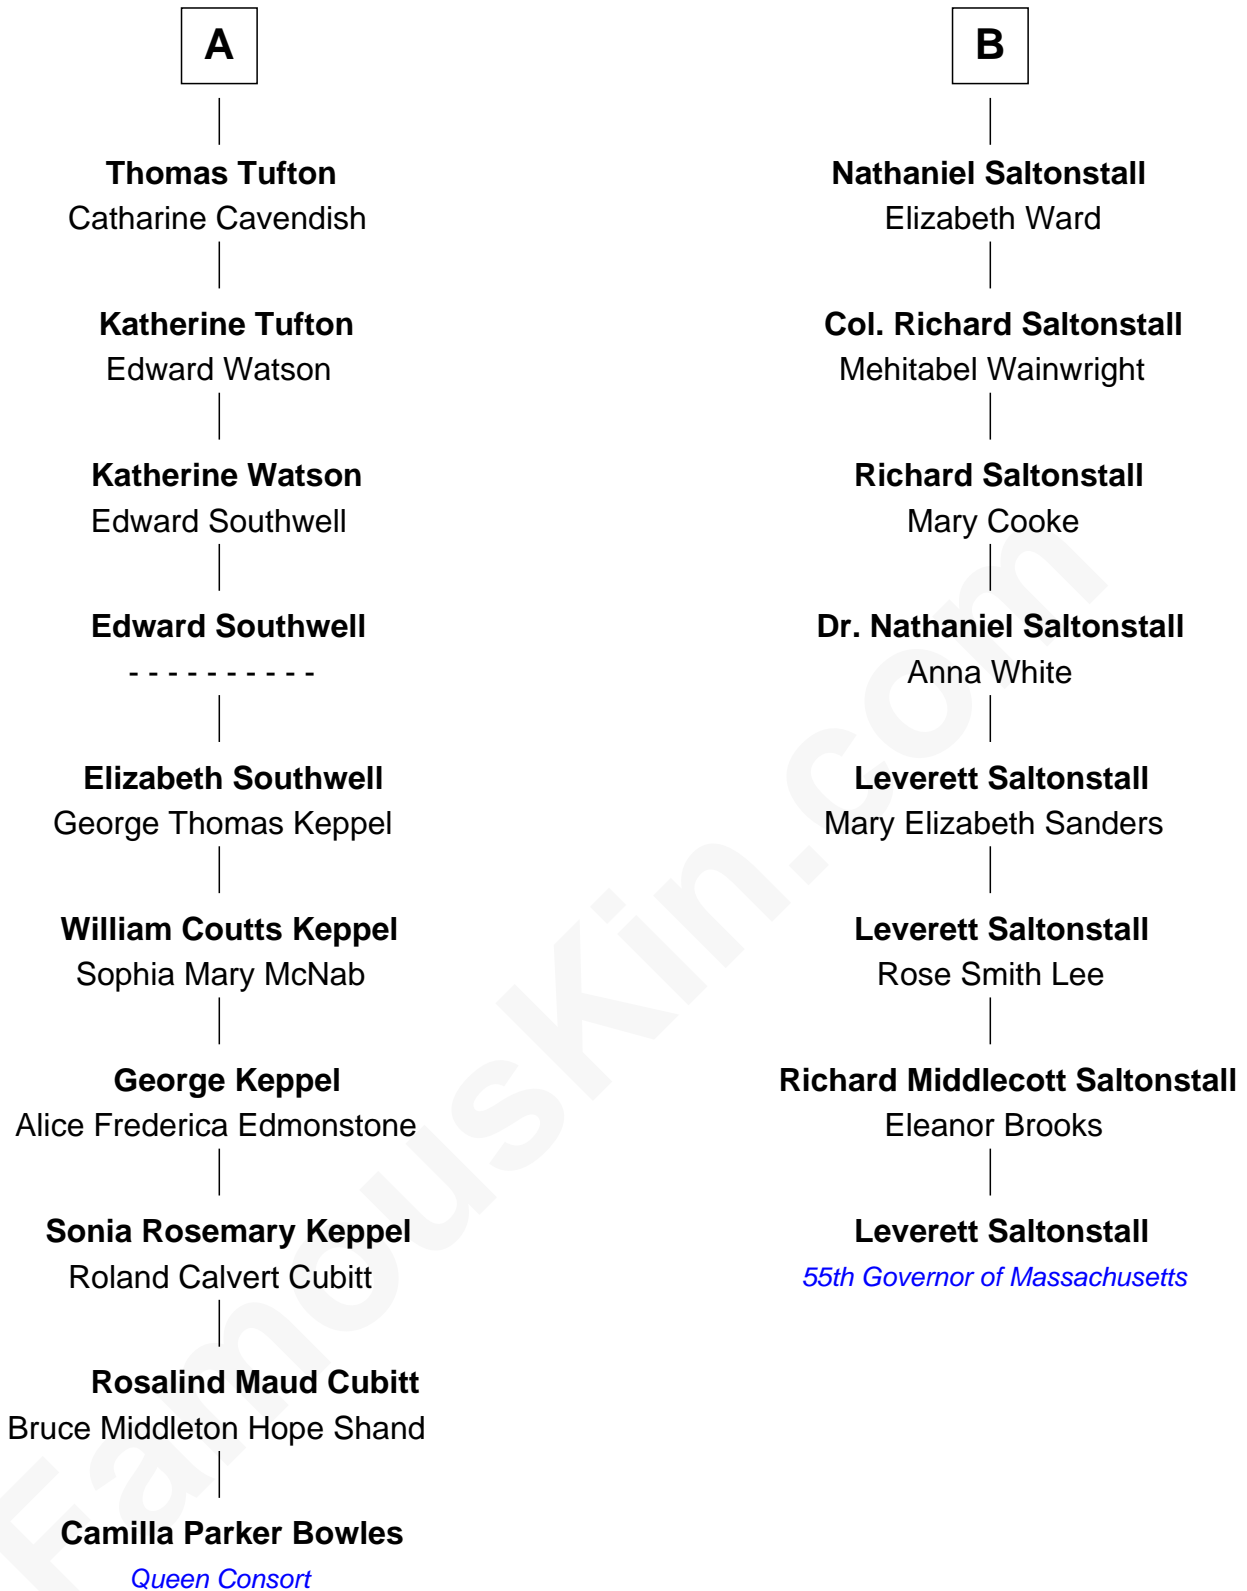 A
Thomas Tufton
Catharine Cavendish
Katherine Tufton
Edward Watson
Katherine Watson
Edward Southwell
Edward Southwell
- - - - - - - - - -
Elizabeth Southwell
George Thomas Keppel
William Coutts Keppel
Sophia Mary McNab
George Keppel
Alice Frederica Edmonstone
Sonia Rosemary Keppel
Roland Calvert Cubitt
Rosalind Maud Cubitt
Bruce Middleton Hope Shand
Camilla Parker Bowles
Queen Consort
B
Nathaniel Saltonstall
Elizabeth Ward
Col. Richard Saltonstall
Mehitabel Wainwright
Richard Saltonstall
Mary Cooke
Dr. Nathaniel Saltonstall
Anna White
Leverett Saltonstall
Mary Elizabeth Sanders
Leverett Saltonstall
Rose Smith Lee
Richard Middlecott Saltonstall
Eleanor Brooks
Leverett Saltonstall
55th Governor of Massachusetts
FamousKin.com